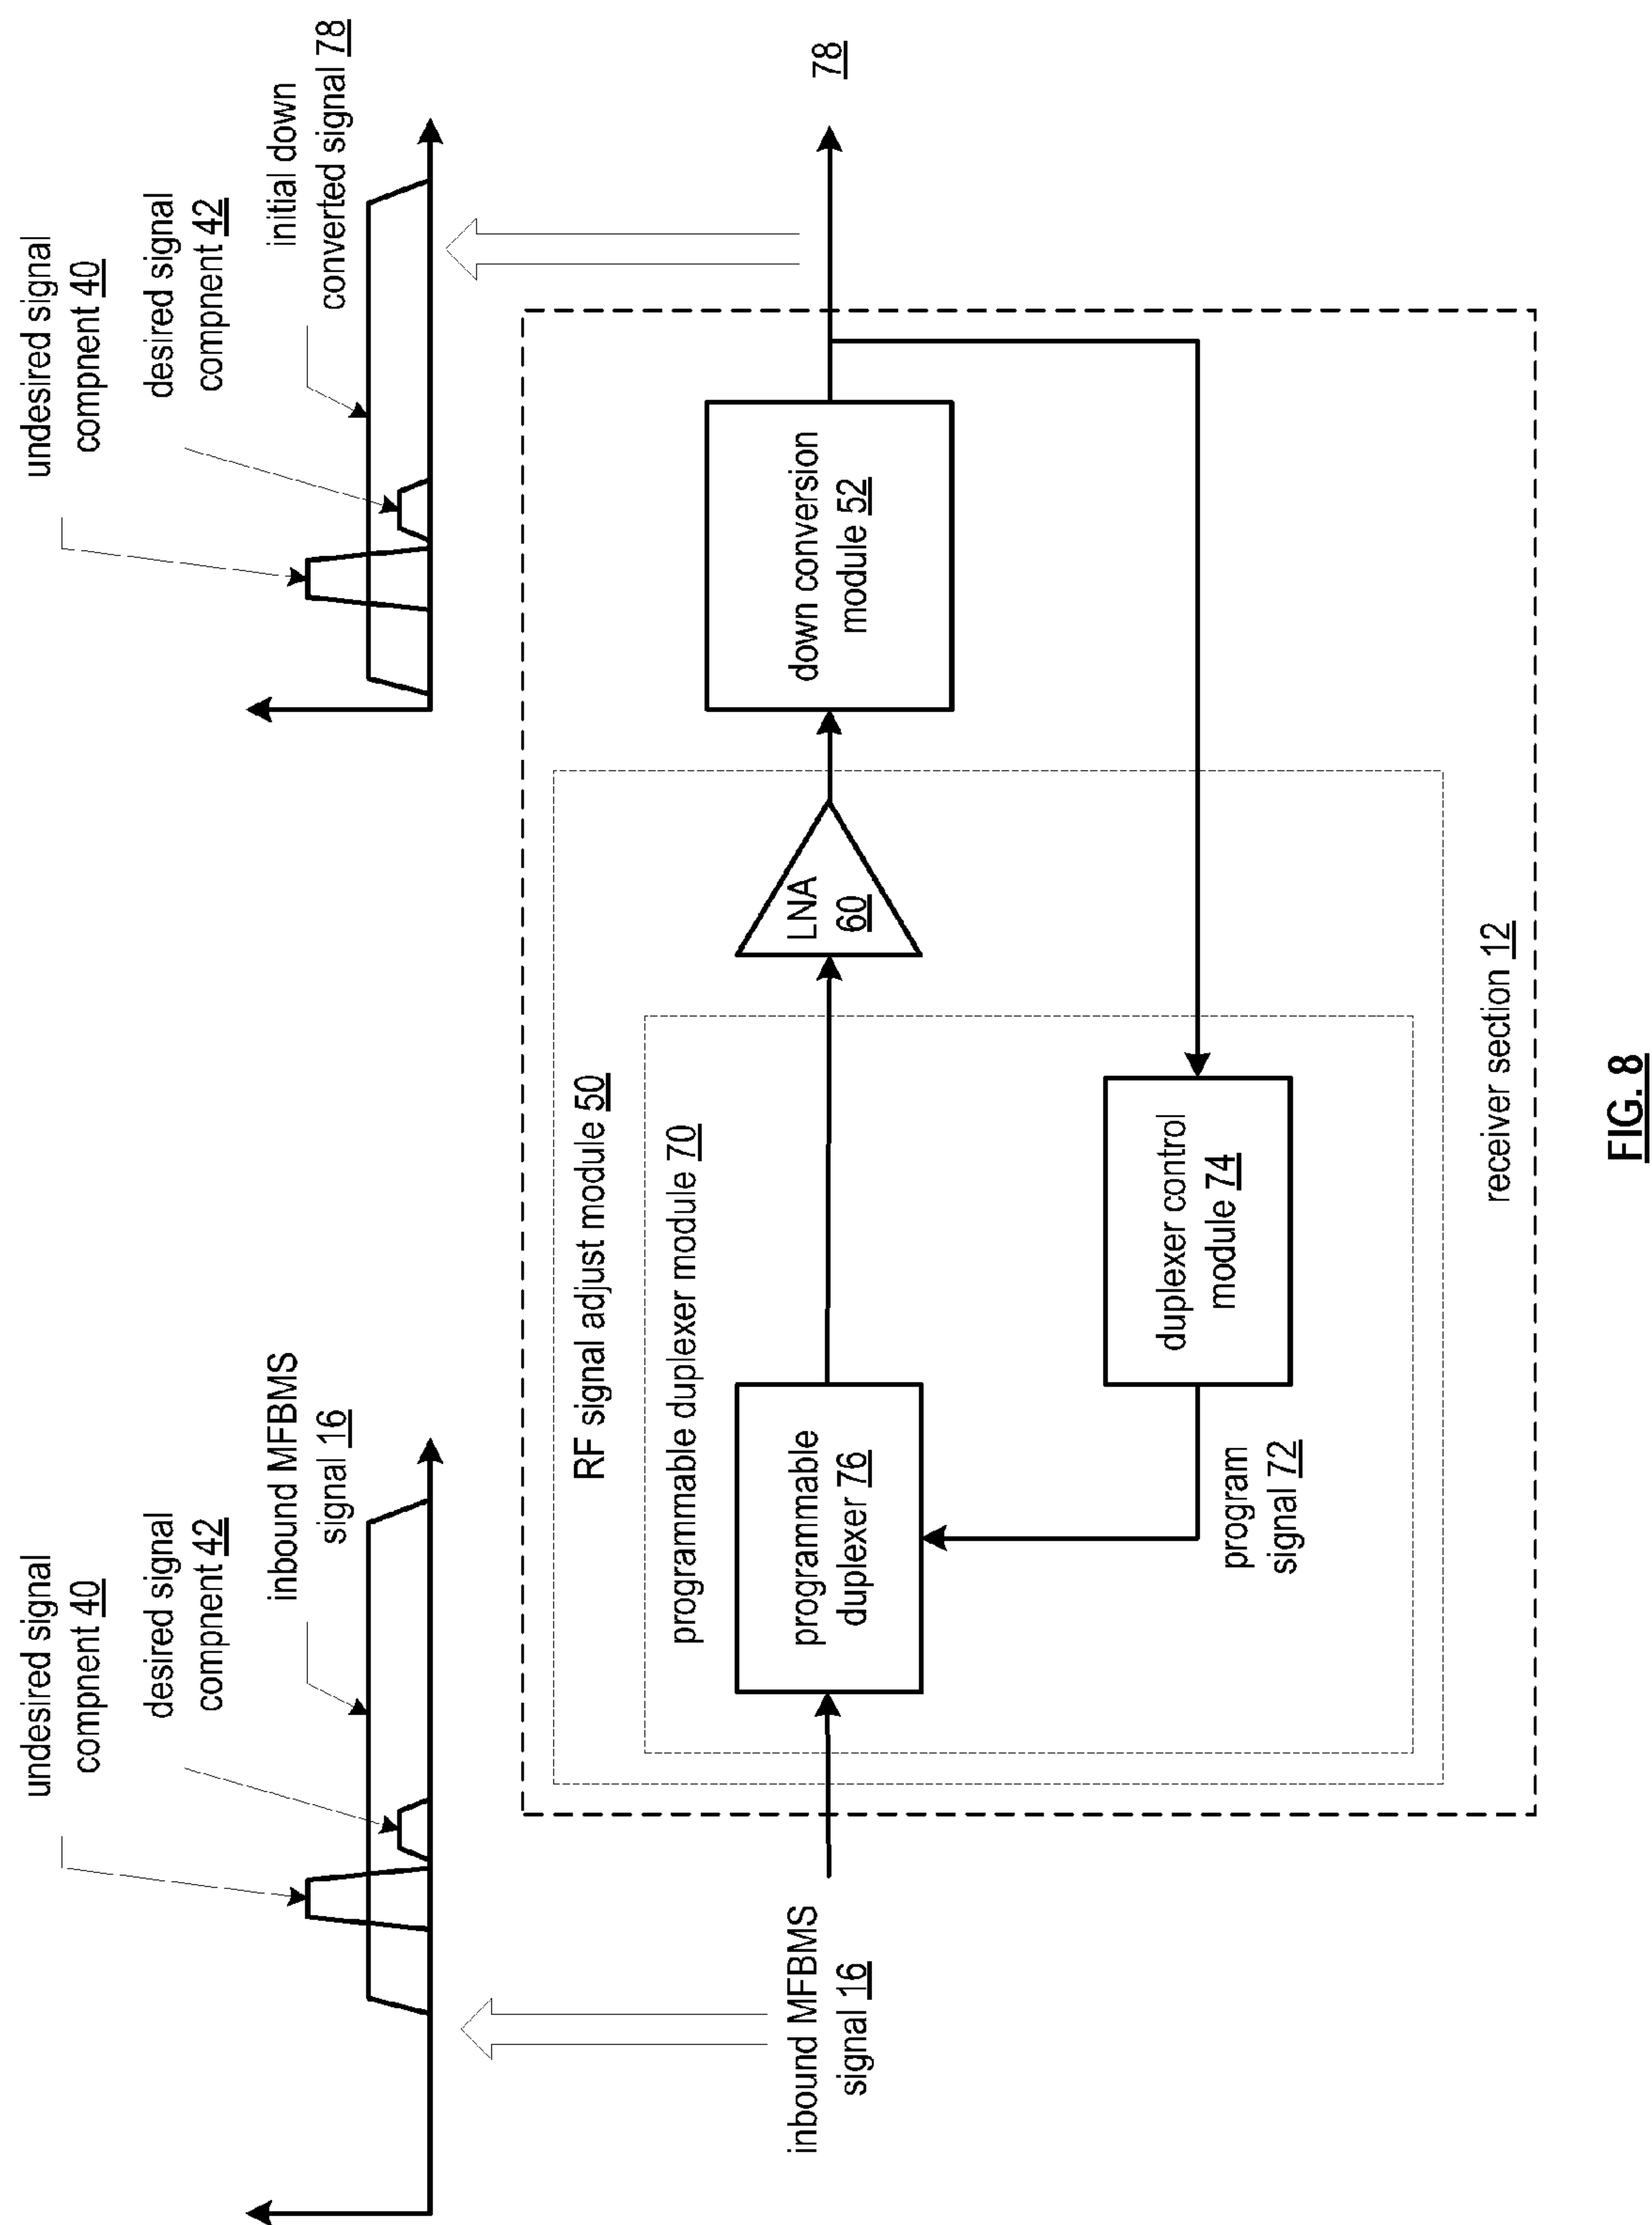 undesired signal
compnent 40
desired signal
compnent 42
inbound MFBMS
signal 16
undesired signal
compnent 40
desired signal
compnent 42
initial down
converted signal 78
inbound MFBMS
signal 16
RF signal adjust module 50
programmable duplexer module 70
programmable
duplexer 76
LNA
60
down conversion
module 52
78
duplexer control
module 74
program
signal 72
receiver section 12
FIG. 8